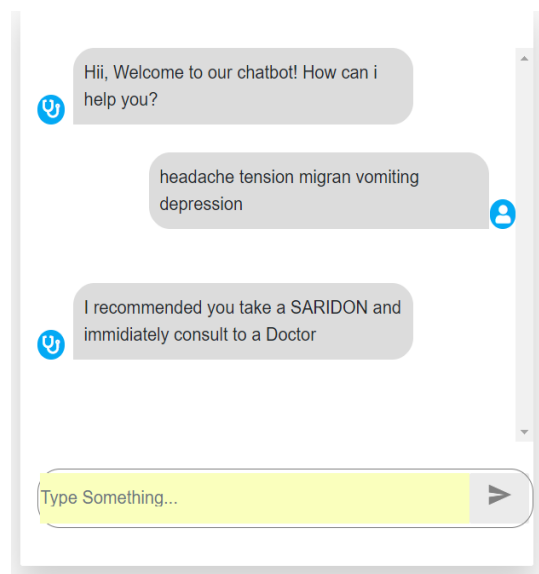 Hii, Welcome to our chatbot! How can i
help you?
headache tension migran vomiting
depression
I recommended you take a SARIDON and
immidiately consult to a Doctor
Type Something...